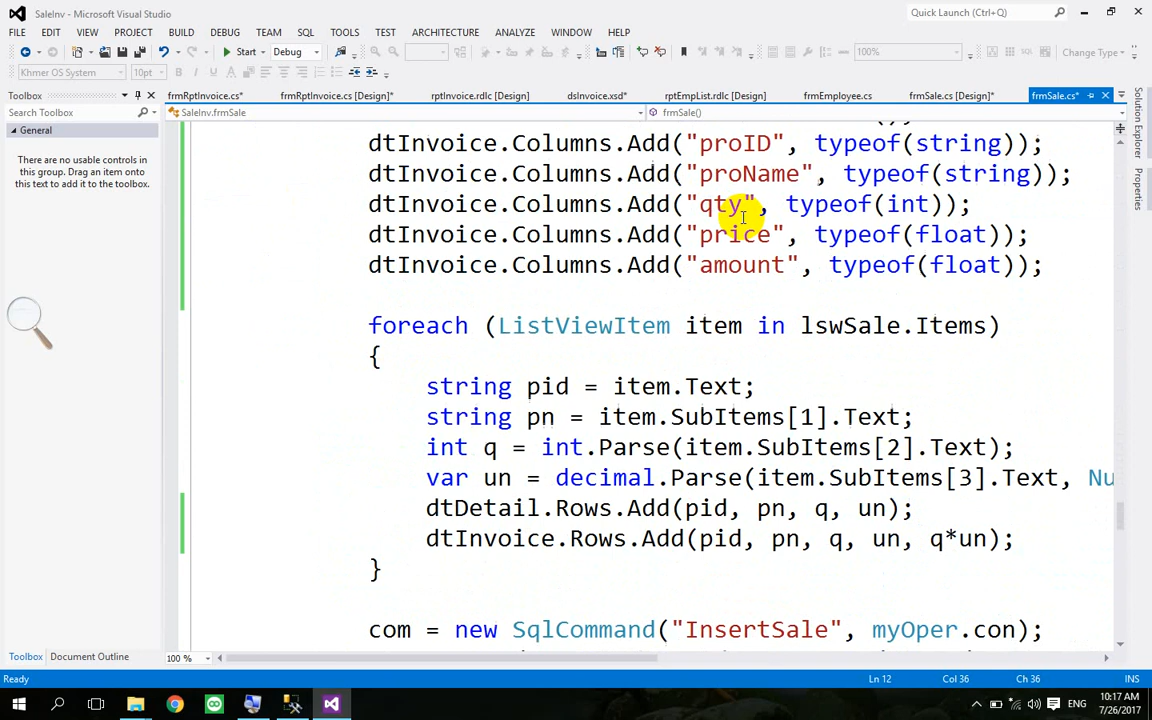 SaleInv - Microsoft Visual Studio
Quick Launch (Ctrl+Q)
FILE EDIT VIEW PROJECT BUILD DEBUG TEAM SQL TOOLS TEST ARCHITECTURE ANALYZE WINDOW HELP
Start Debug 100% Change Type
Khmer OS System 10pt B I U A
Toolbox
frmRptInvoice.cs* frmRptInvoice.cs [Design]* rptInvoice.rdlc [Design] dsInvoice.xsd* rptEmpList.rdlc [Design] frmEmployee.cs frmSale.cs [Design]* frmSale.cs*
Search Toolbox
SaleInv.frmSale frmSale()
General
There are no usable controls in
this group. Drag an item onto
this text to add it to the toolbox.
dtInvoice.Columns.Add("proID", typeof(string));
dtInvoice.Columns.Add("proName", typeof(string));
dtInvoice.Columns.Add("qty", typeof(int));
dtInvoice.Columns.Add("price", typeof(float));
dtInvoice.Columns.Add("amount", typeof(float));
foreach (ListViewItem item in lswSale.Items)
{
string pid = item.Text;
string pn = item.SubItems[1].Text;
int q = int.Parse(item.SubItems[2].Text);
var un = decimal.Parse(item.SubItems[3].Text, Nu
dtDetail.Rows.Add(pid, pn, q, un);
dtInvoice.Rows.Add(pid, pn, q, un, q*un);
}
com = new SqlCommand("InsertSale", myOper.con);
Solution Explorer
Properties
Toolbox Document Outline
100 %
Ready Ln 12 Col 36 Ch 36 INS
ENG
10:17 AM
7/26/2017